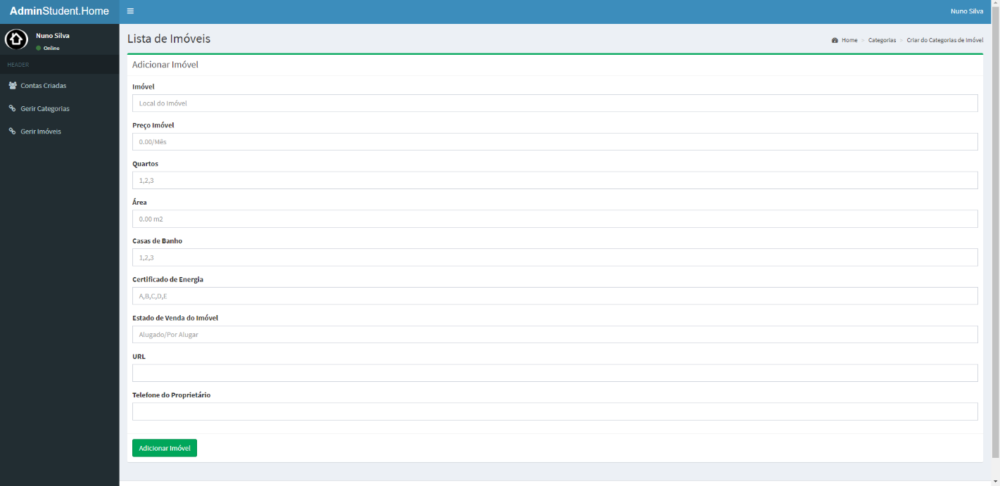 AdminStudent.Home
Nuno Silva
Nuno Silva
Online
HEADER
Contas Criadas
Gerir Categorias
Gerir Imóveis
Lista de Imóveis
Home > Categorias > Criar do Categorias de Imóvel
Adicionar Imóvel
Imóvel
Local do Imóvel
Preço Imóvel
0.00/Mês
Quartos
1,2,3
Área
0.00 m2
Casas de Banho
1,2,3
Certificado de Energia
A,B,C,D,E
Estado de Venda do Imóvel
Alugado/Por Alugar
URL
Telefone do Proprietário
Adicionar Imóvel